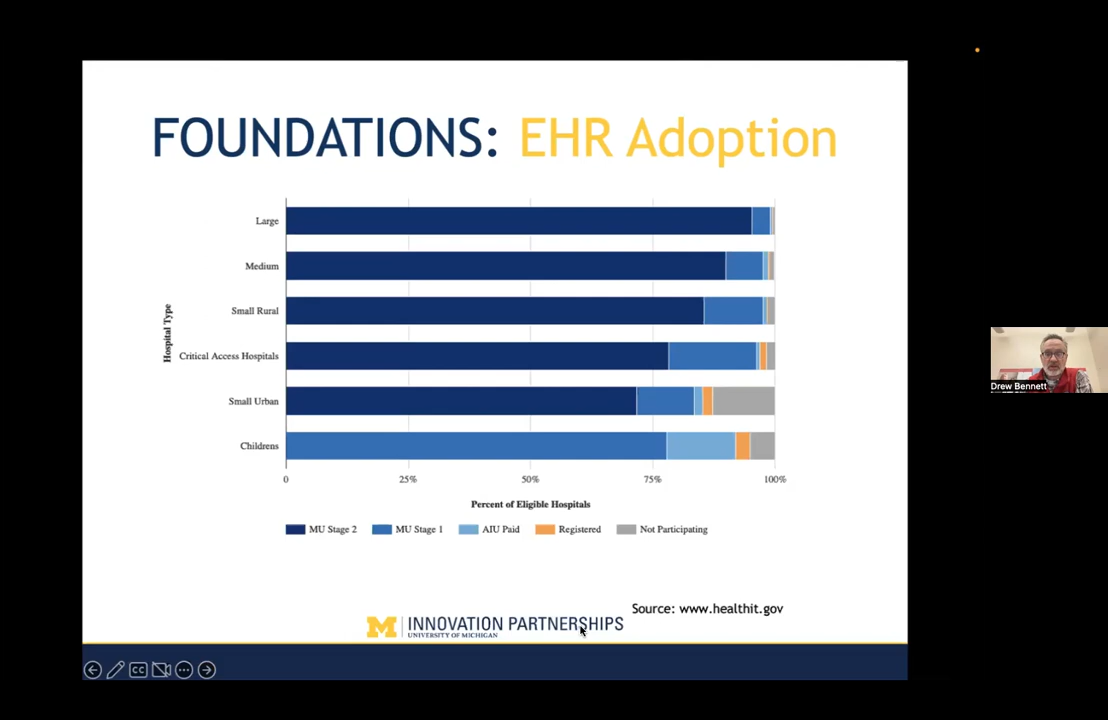 FOUNDATIONS: EHR Adoption
Large
Medium
Small Rural
Critical Access Hospitals
Small Urban
Childrens
Hospital Type
0 25% 50% 75% 100%
Percent of Eligible Hospitals
MU Stage 2 MU Stage 1 AIU Paid Registered Not Participating
Source: www.healthit.gov
M INNOVATION PARTNERSHIPS
UNIVERSITY OF MICHIGAN
CC
Drew Bennett